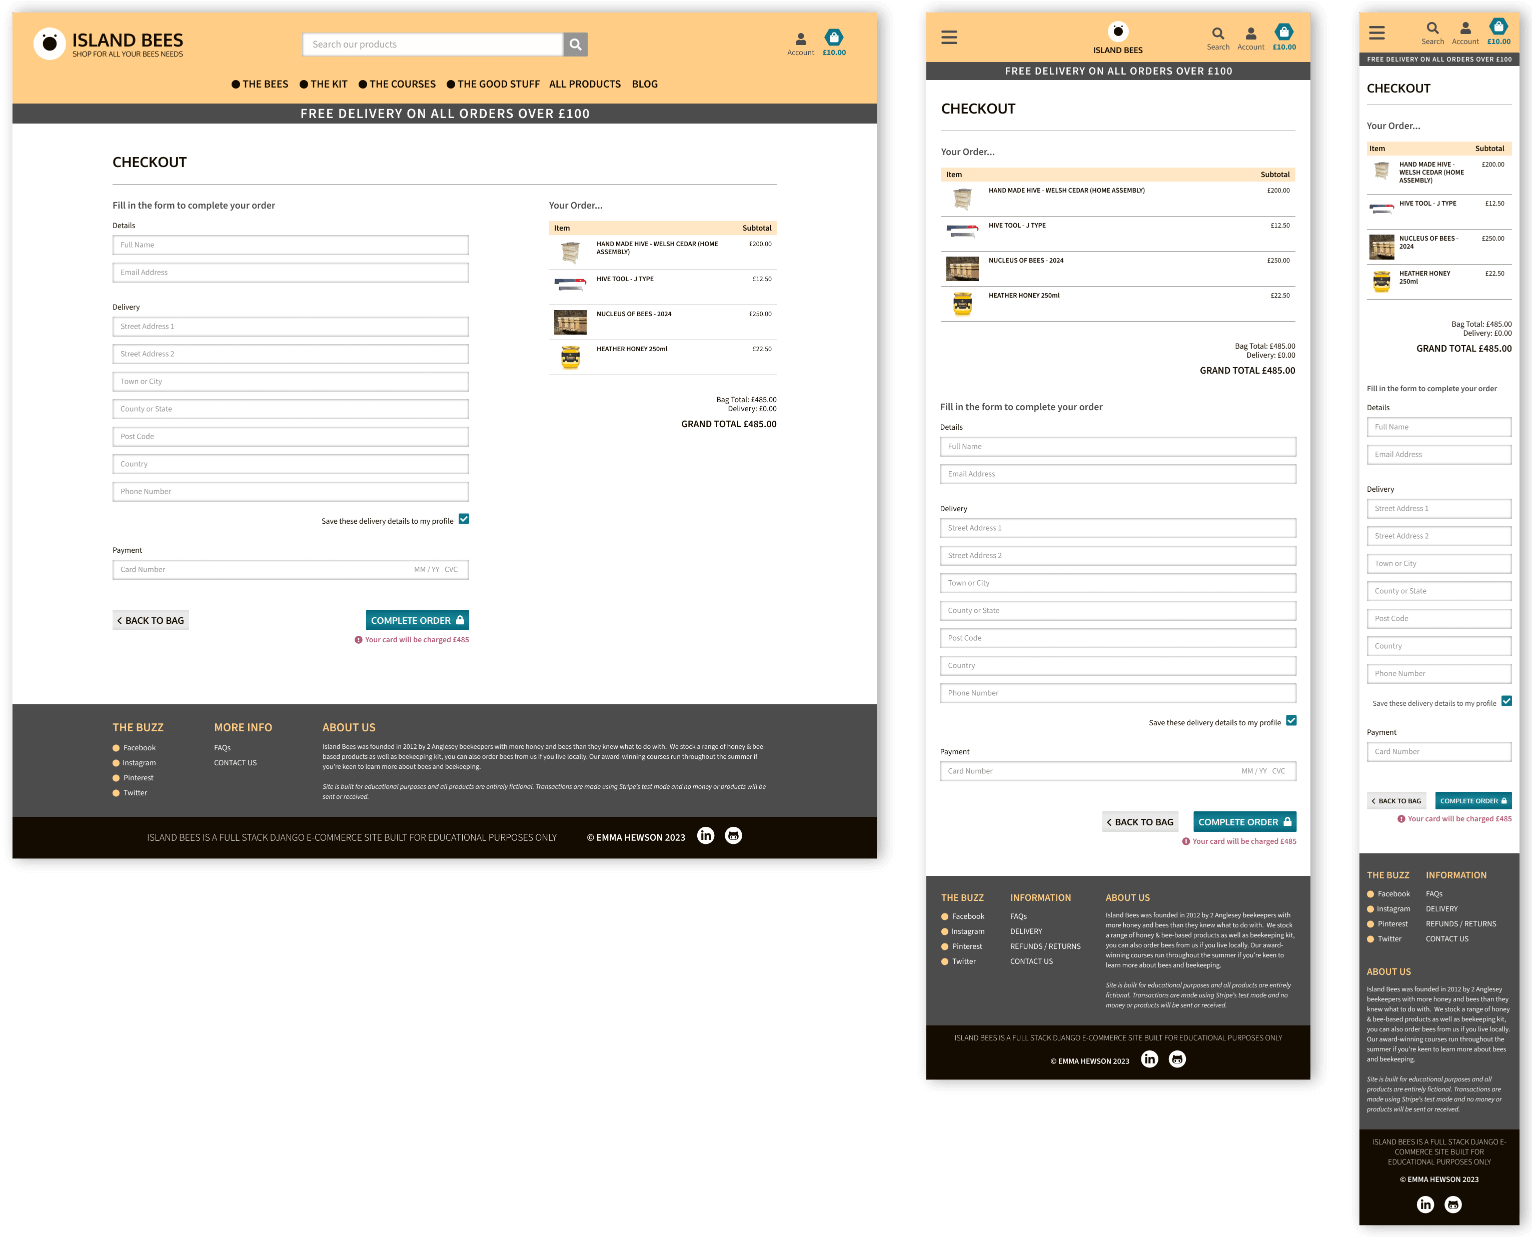 ISLAND BEES
SHOP FOR ALL YOUR BEES NEEDS
Search our products
Account
£10.00
THE BEES THE KIT THE COURSES THE GOOD STUFF ALL PRODUCTS BLOG
FREE DELIVERY ON ALL ORDERS OVER £100
CHECKOUT
Fill in the form to complete your order
Details
Full Name
Email Address
Delivery
Street Address 1
Street Address 2
Town or City
County or State
Post Code
Country
Phone Number
Save these delivery details to my profile
Payment
Card Number MM / YY CVC
BACK TO BAG
COMPLETE ORDER
Your card will be charged £485
Your Order...
Item Subtotal
HAND MADE HIVE - WELSH CEDAR (HOME £200.00
ASSEMBLY)
HIVE TOOL - J TYPE £12.50
NUCLEUS OF BEES - 2024 £250.00
HEATHER HONEY 250ml £22.50
Bag Total: £485.00
Delivery: £0.00
GRAND TOTAL £485.00
THE BUZZ
Facebook
Instagram
Pinterest
Twitter
MORE INFO
FAQs
CONTACT US
ABOUT US
Island Bees was founded in 2012 by 2 Anglesey beekeepers with more honey and bees than they knew what to do with. We stock a range of honey & bee-
based products as well as beekeeping kit, you can also order bees from us if you live locally. Our award-winning courses run throughout the summer if
you're keen to learn more about bees and beekeeping.
Site is built for educational purposes and all products are entirely fictional. Transactions are made using Stripe's test mode and no money or products will be
sent or received.
ISLAND BEES IS A FULL STACK DJANGO E-COMMERCE SITE BUILT FOR EDUCATIONAL PURPOSES ONLY © EMMA HEWSON 2023
in
ISLAND BEES
Search
Account
£10.00
FREE DELIVERY ON ALL ORDERS OVER £100
CHECKOUT
Your Order...
Item Subtotal
HAND MADE HIVE - WELSH CEDAR (HOME ASSEMBLY) £200.00
HIVE TOOL - J TYPE £12.50
NUCLEUS OF BEES - 2024 £250.00
HEATHER HONEY 250ml £22.50
Bag Total: £485.00
Delivery: £0.00
GRAND TOTAL £485.00
Fill in the form to complete your order
Details
Full Name
Email Address
Delivery
Street Address 1
Street Address 2
Town or City
County or State
Post Code
Country
Phone Number
Save these delivery details to my profile
Payment
Card Number MM / YY CVC
BACK TO BAG
COMPLETE ORDER
Your card will be charged £485
THE BUZZ
Facebook
Instagram
Pinterest
Twitter
INFORMATION
FAQs
DELIVERY
REFUNDS / RETURNS
CONTACT US
ABOUT US
Island Bees was founded in 2012 by 2 Anglesey beekeepers with
more honey and bees than they knew what to do with. We stock
a range of honey & bee-based products as well as beekeeping kit,
you can also order bees from us if you live locally. Our award-
winning courses run throughout the summer if you're keen to
learn more about bees and beekeeping.
Site is built for educational purposes and all products are entirely
fictional. Transactions are made using Stripe's test mode and no
money or products will be sent or received.
ISLAND BEES IS A FULL STACK DJANGO E-COMMERCE SITE BUILT FOR EDUCATIONAL PURPOSES ONLY
© EMMA HEWSON 2023
in
Search
Account
£10.00
FREE DELIVERY ON ALL ORDERS OVER £100
CHECKOUT
Your Order...
Item Subtotal
HAND MADE HIVE - £200.00
WELSH CEDAR (HOME
ASSEMBLY)
HIVE TOOL - J TYPE £12.50
NUCLEUS OF BEES - £250.00
2024
HEATHER HONEY £22.50
250ml
Bag Total: £485.00
Delivery: £0.00
GRAND TOTAL £485.00
Fill in the form to complete your order
Details
Full Name
Email Address
Delivery
Street Address 1
Street Address 2
Town or City
County or State
Post Code
Country
Phone Number
Save these delivery details to my profile
Payment
Card Number
BACK TO BAG
COMPLETE ORDER
Your card will be charged £485
THE BUZZ
Facebook
Instagram
Pinterest
Twitter
INFORMATION
FAQs
DELIVERY
REFUNDS / RETURNS
CONTACT US
ABOUT US
Island Bees was founded in 2012 by 2 Anglesey
beekeepers with more honey and bees than they
knew what to do with. We stock a range of honey
& bee-based products as well as beekeeping kit,
you can also order bees from us if you live locally.
Our award-winning courses run throughout the
summer if you're keen to learn more about bees
and beekeeping.
Site is built for educational purposes and all
products are entirely fictional. Transactions are
made using Stripe's test mode and no money or
products will be sent or received.
ISLAND BEES IS A FULL STACK DJANGO E-
COMMERCE SITE BUILT FOR
EDUCATIONAL PURPOSES ONLY
© EMMA HEWSON 2023
in